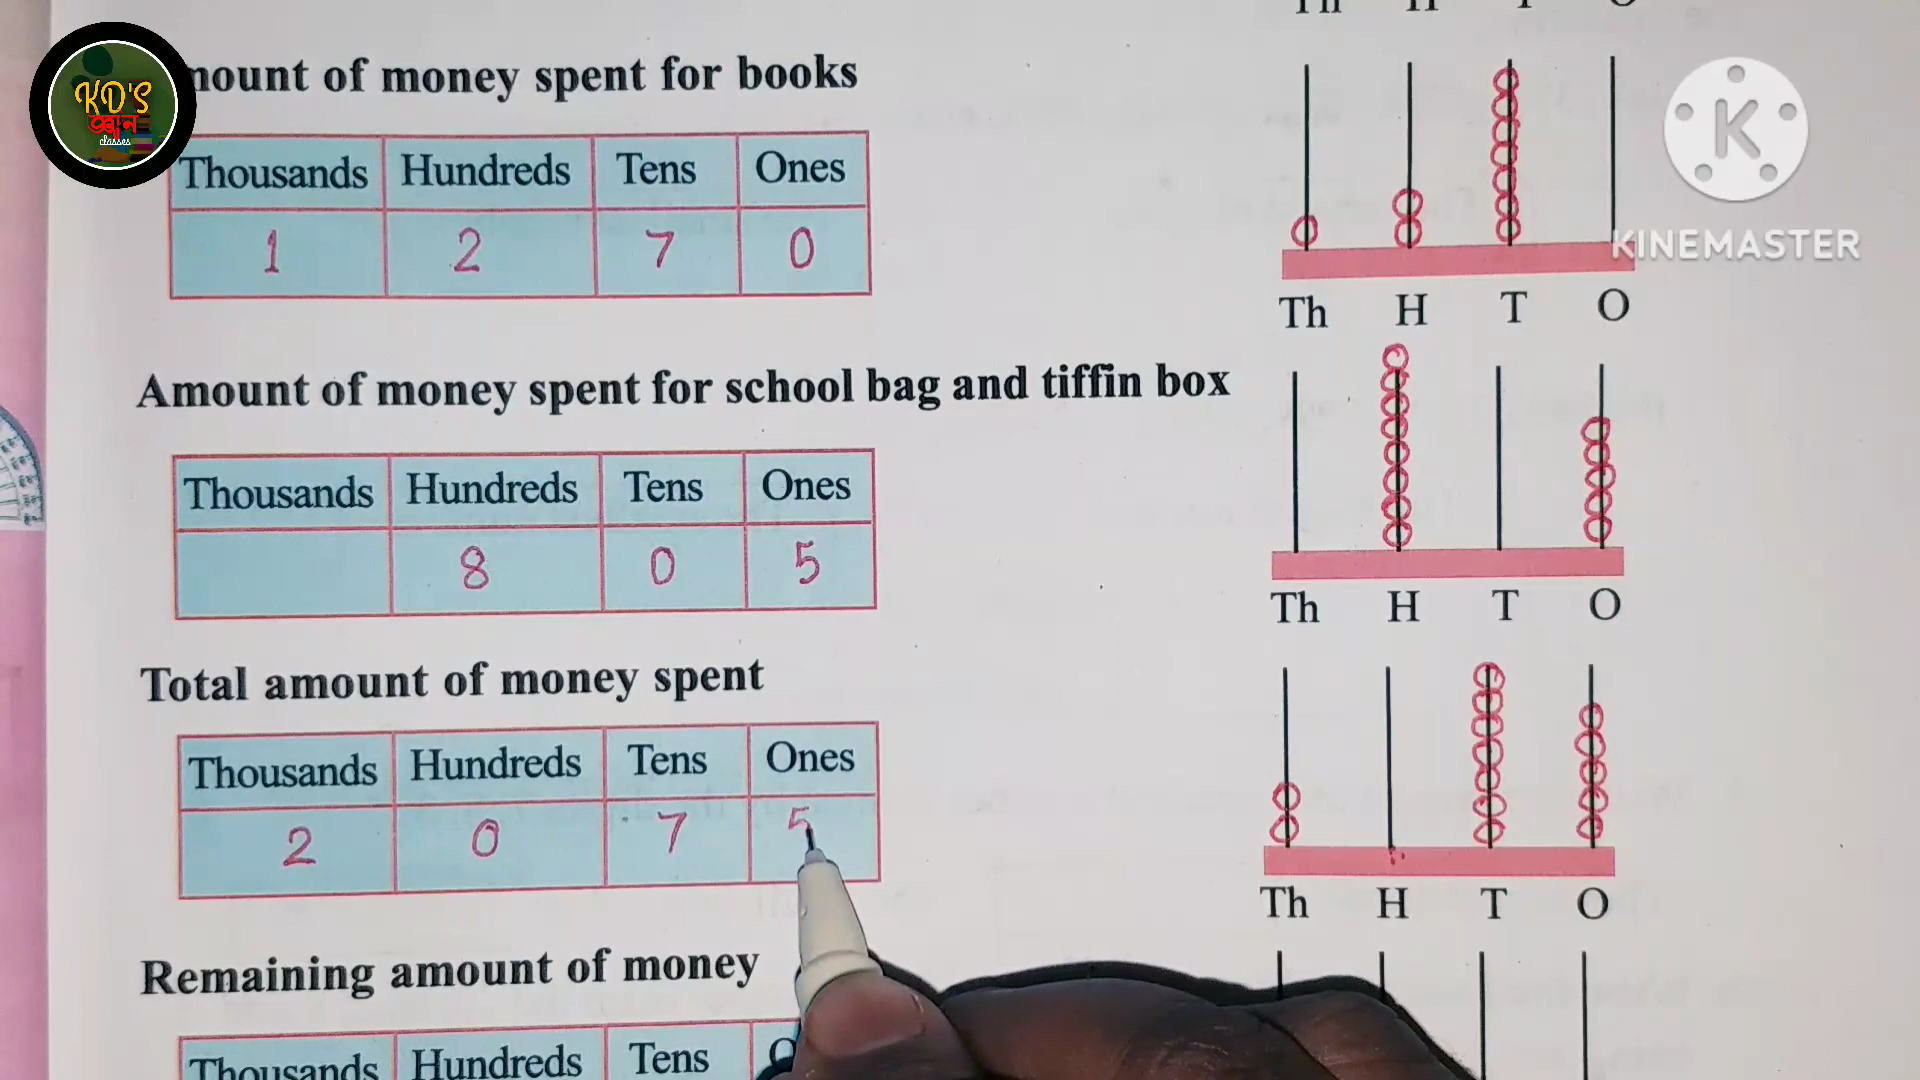 Th H T O
KD'S
জ্ঞান
classes
mount of money spent for books
Thousands Hundreds Tens Ones
1 2 7 0
KINEMASTER
Th H T O
Amount of money spent for school bag and tiffin box
Thousands Hundreds Tens Ones
8 0 5
Th H T O
Total amount of money spent
Thousands Hundreds Tens Ones
2 0 7 5
Th H T O
Remaining amount of money
Thousands Hundreds Tens O